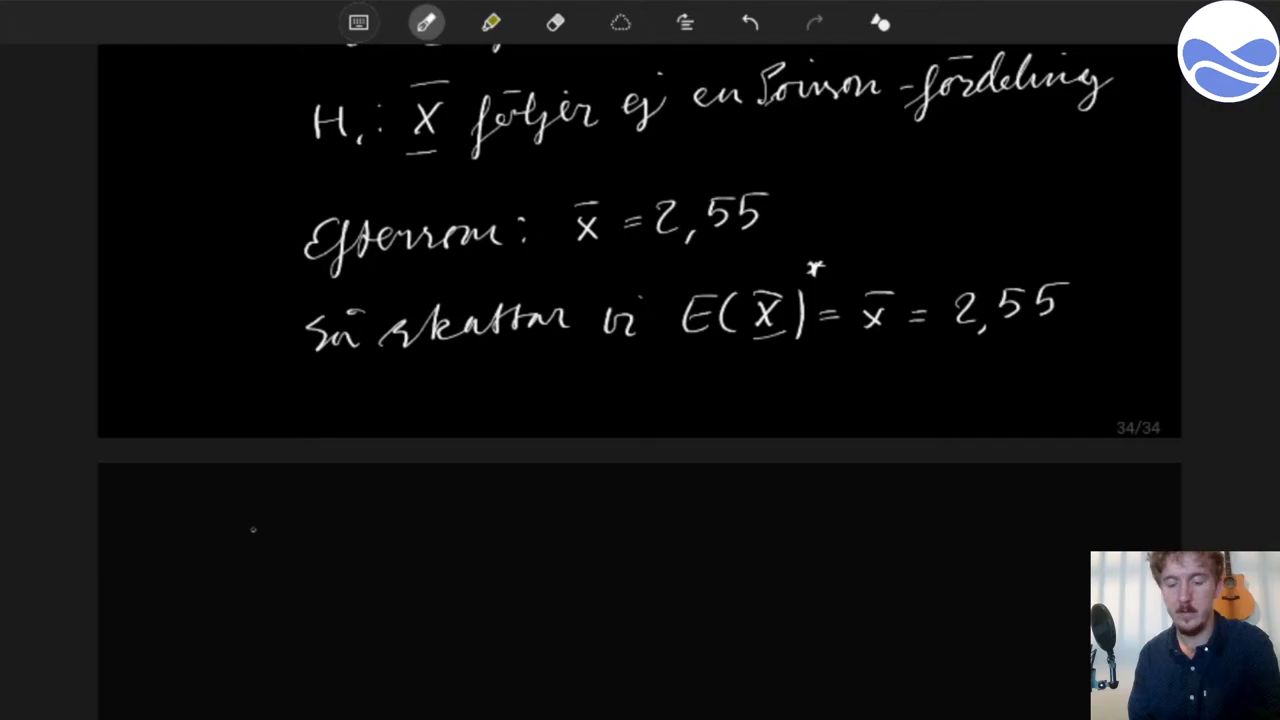 H₁: X följer ej en Poisson-fördelning
Eftersom: x̄ = 2,55
Så skattar vi E(X)* = x̄ = 2,55
34/34